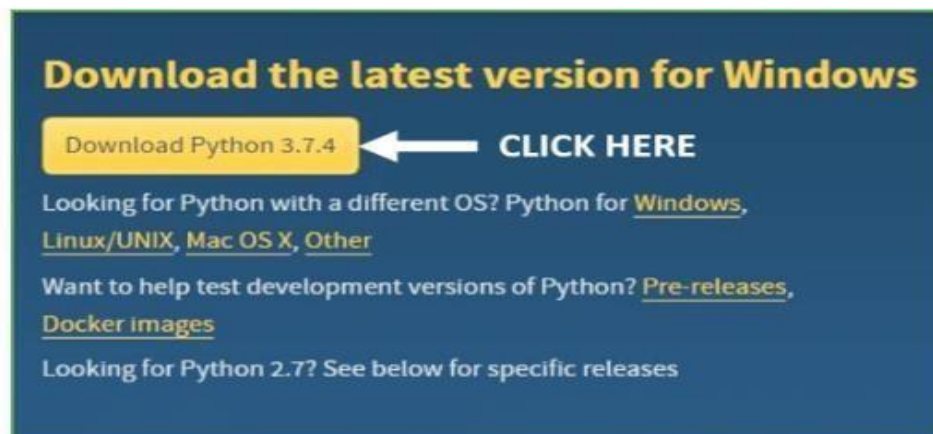 Download the latest version for Windows
Download Python 3.7.4 CLICK HERE
Looking for Python with a different OS? Python for Windows,
Linux/UNIX, Mac OS X, Other
Want to help test development versions of Python? Pre-releases,
Docker images
Looking for Python 2.7? See below for specific releases